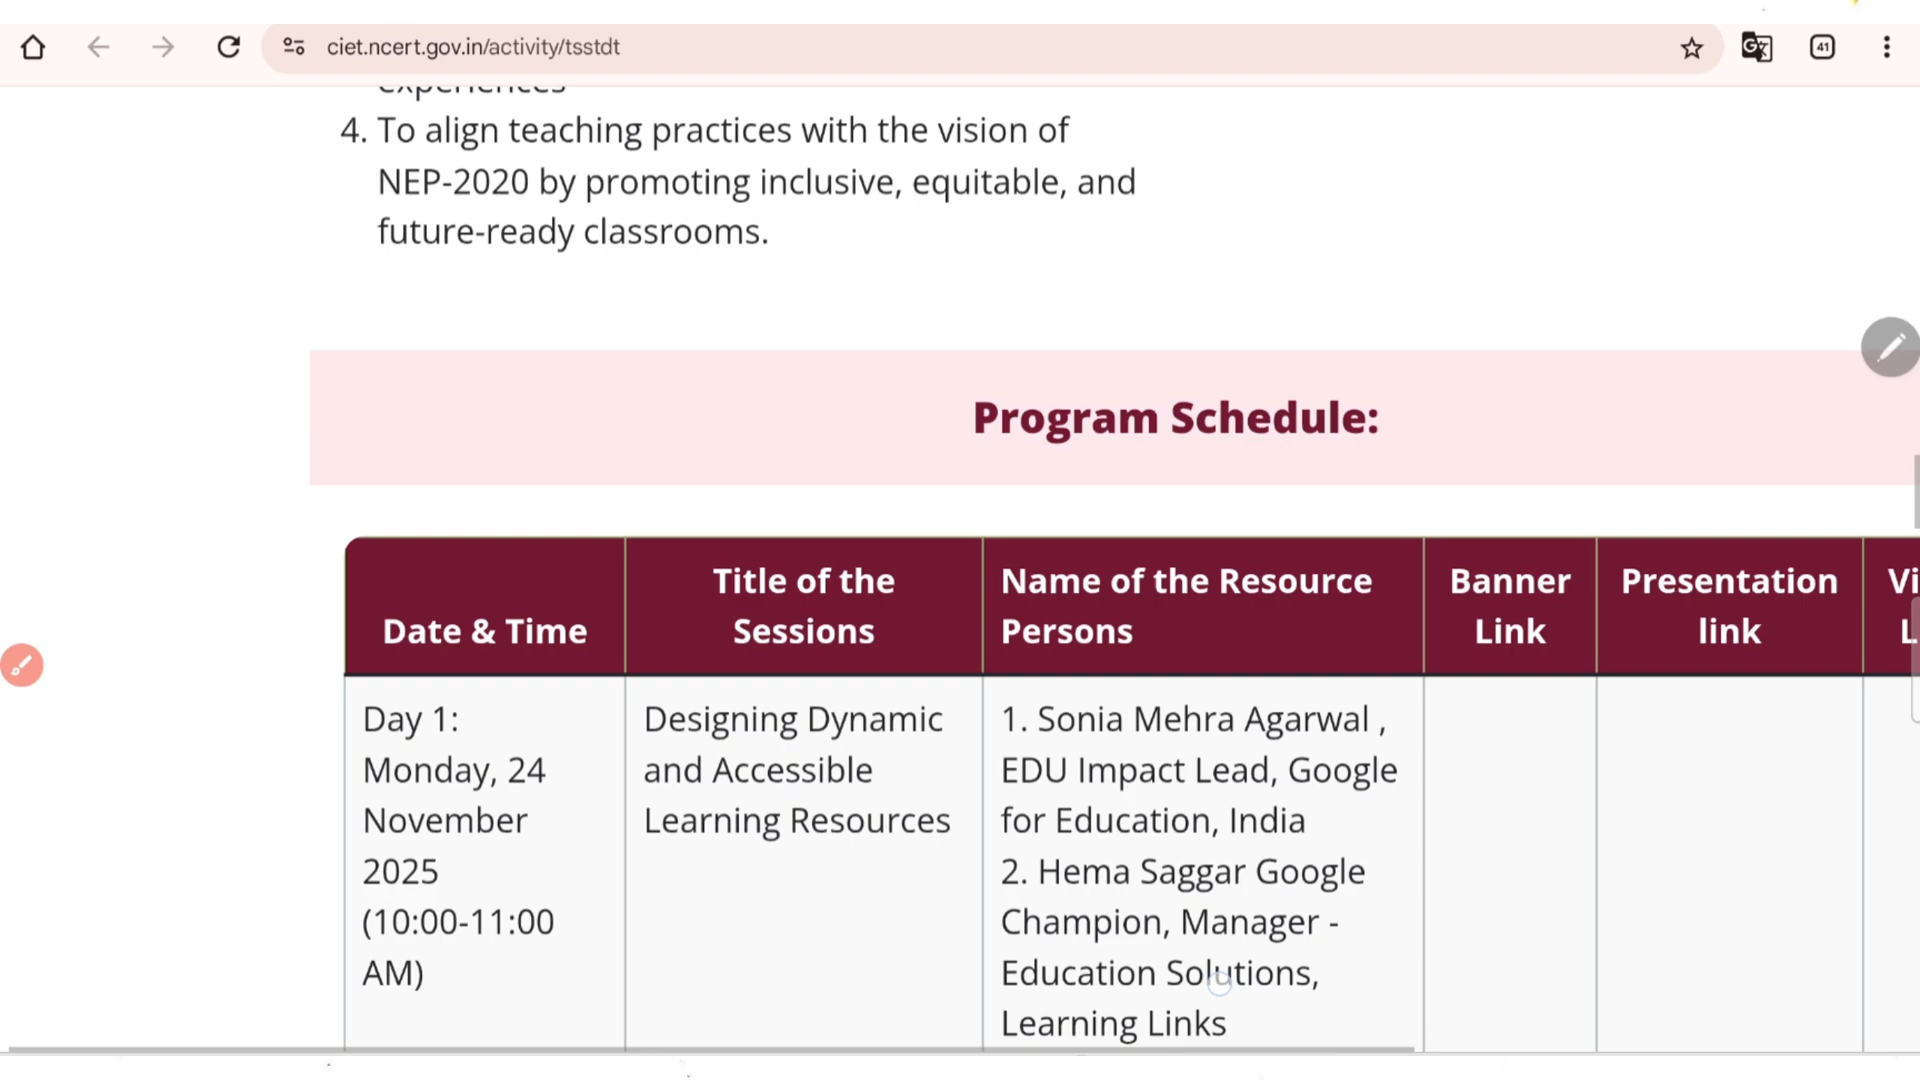 ciet.ncert.gov.in/activity/tsstdt
41
experiences
4. To align teaching practices with the vision of
NEP-2020 by promoting inclusive, equitable, and
future-ready classrooms.
Program Schedule:
Date & Time
Title of the
Sessions
Name of the Resource
Persons
Banner
Link
Presentation
link
Vi
L
Day 1:
Monday, 24
November
2025
(10:00-11:00
AM)
Designing Dynamic
and Accessible
Learning Resources
1. Sonia Mehra Agarwal ,
EDU Impact Lead, Google
for Education, India
2. Hema Saggar Google
Champion, Manager -
Education Solutions,
Learning Links